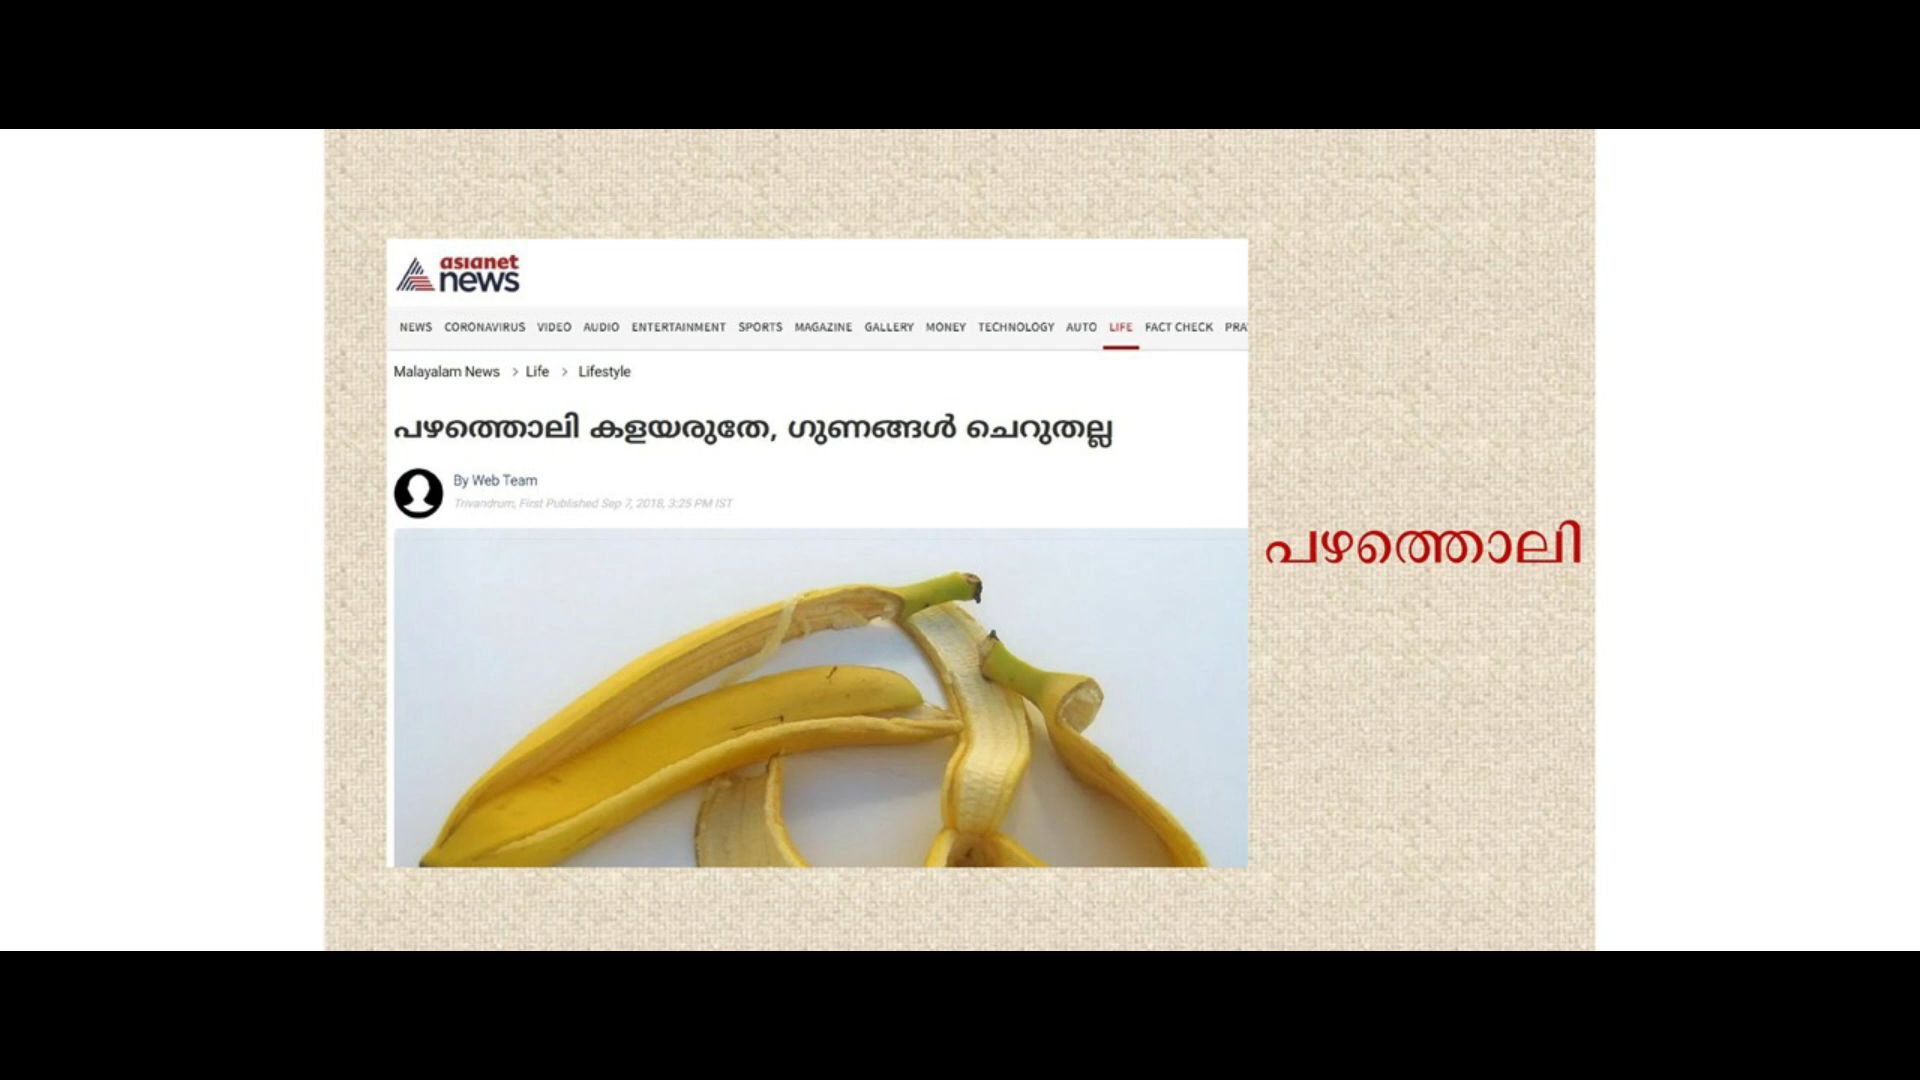 asianet
news
NEWS CORONAVIRUS VIDEO AUDIO ENTERTAINMENT SPORTS MAGAZINE GALLERY MONEY TECHNOLOGY AUTO LIFE FACT CHECK
Malayalam News > Life > Lifestyle
പഴത്തൊലി കളയരുതേ, ഗുണങ്ങള്‍ ചെറുതല്ല
By Web Team
Trivandrum, First Published Sep 7, 2018, 3:25 PM IST
പഴത്തൊലി